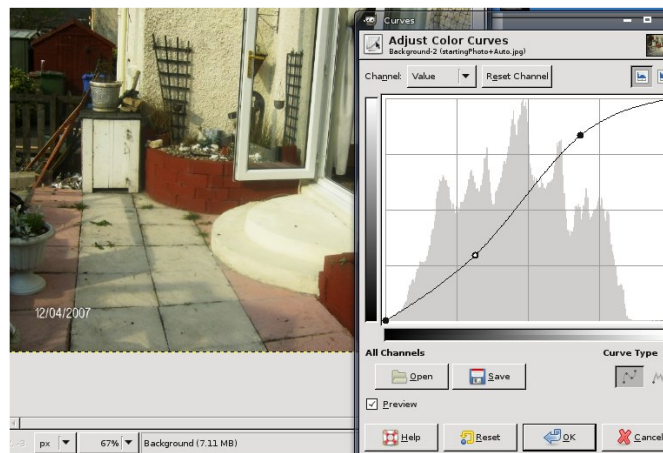 Curves
Adjust Color Curves
Background-2 (startingPhoto+Auto.jpg)
Channel: Value Reset Channel
12/04/2007
All Channels Curve Type
Open Save
Preview
px 67% Background (7.11 MB)
Help Reset OK Cancel